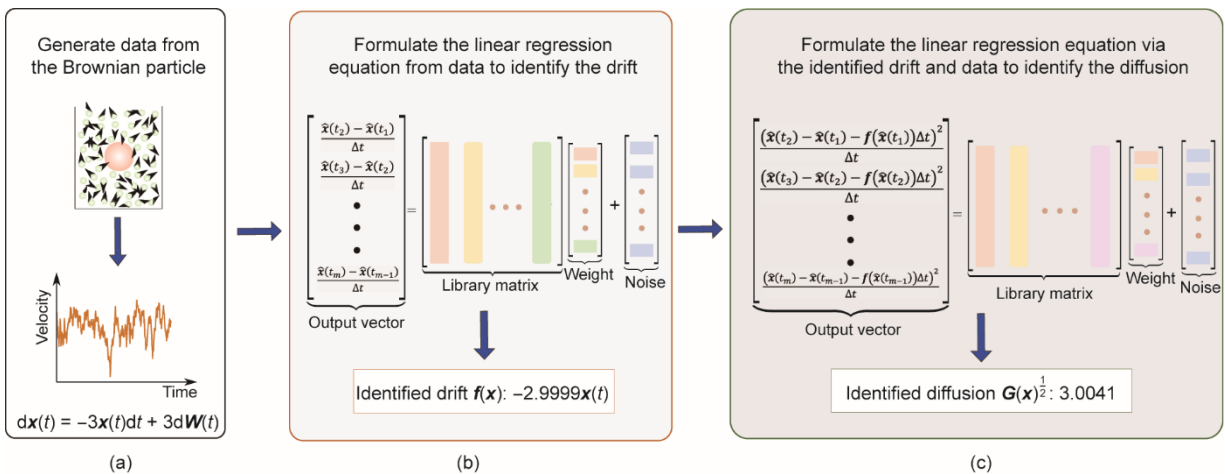 Generate data from
the Brownian particle
Velocity
Time
dx(t) = −3x(t)dt + 3dW(t)
(a)
Formulate the linear regression
equation from data to identify the drift
x̂(t₂) − x̂(t₁)
Δt
x̂(t₃) − x̂(t₂)
Δt
x̂(tₘ) − x̂(tₘ₋₁)
Δt
=
+
Output vector
Library matrix
Weight
Noise
Identified drift f(x): −2.9999x(t)
(b)
Formulate the linear regression equation via
the identified drift and data to identify the diffusion
(x̂(t₂) − x̂(t₁) − f(x̂(t₁))Δt)²
Δt
(x̂(t₃) − x̂(t₂) − f(x̂(t₂))Δt)²
Δt
(x̂(tₘ) − x̂(tₘ₋₁) − f(x̂(tₘ₋₁))Δt)²
Δt
=
+
Output vector
Library matrix
Weight
Noise
Identified diffusion G(x)^½: 3.0041
(c)